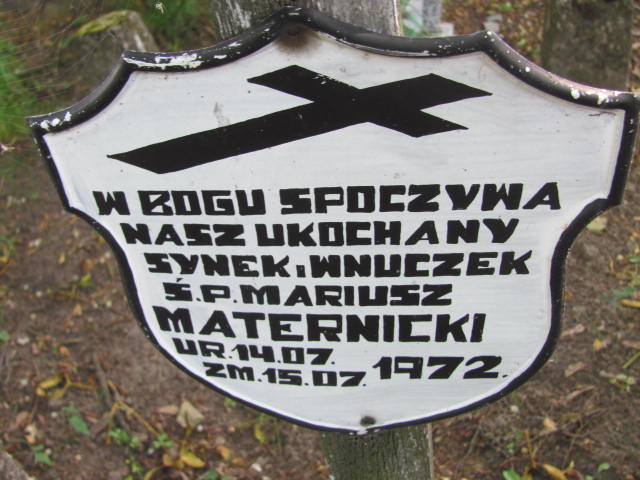 W BOGU SPOCZYWA
NASZ UKOCHANY
SYNEK i WNUCZEK
Ś.P. MARIUSZ
MATERNICKI
UR.14.07.
ZM.15.07. 1972.